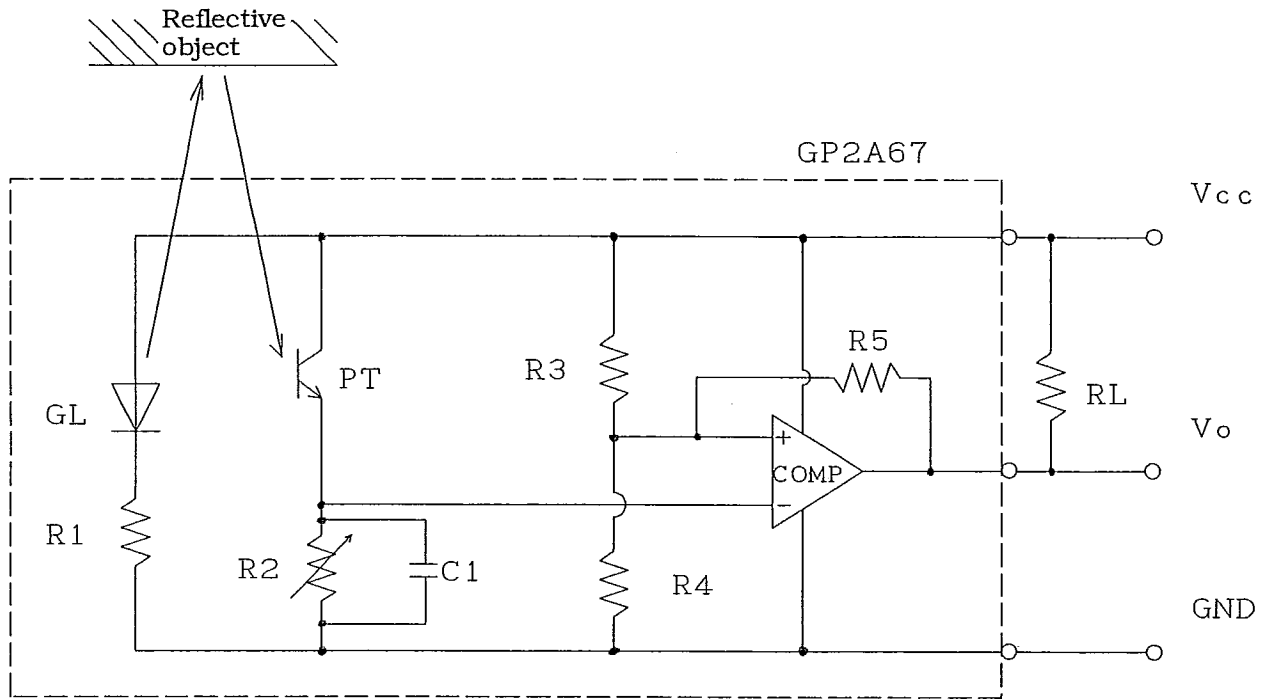 Reflective
object
GP2A67
Vcc
GL
PT
R3
R5
RL
Vo
+
COMP
−
R1
R2
C1
R4
GND